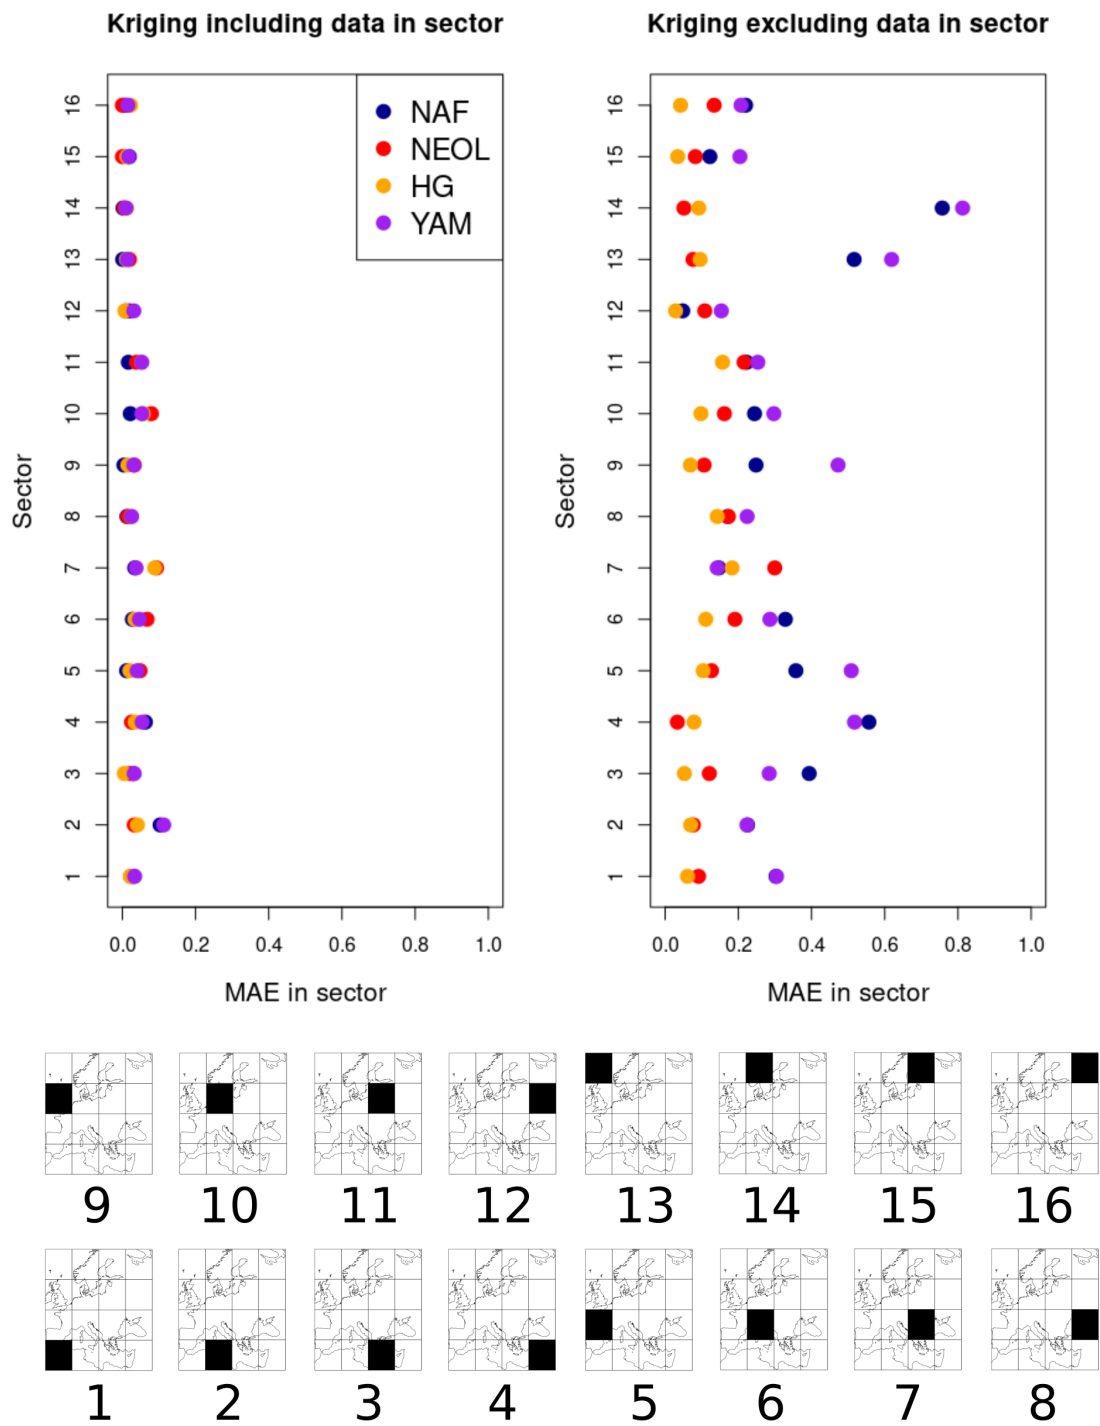 Kriging including data in sector
Kriging excluding data in sector
NAF
NEOL
HG
YAM
Sector
16
15
14
13
12
11
10
9
8
7
6
5
4
3
2
1
0.0 0.2 0.4 0.6 0.8 1.0
MAE in sector
Sector
16
15
14
13
12
11
10
9
8
7
6
5
4
3
2
1
0.0 0.2 0.4 0.6 0.8 1.0
MAE in sector
9 10 11 12 13 14 15 16
1 2 3 4 5 6 7 8